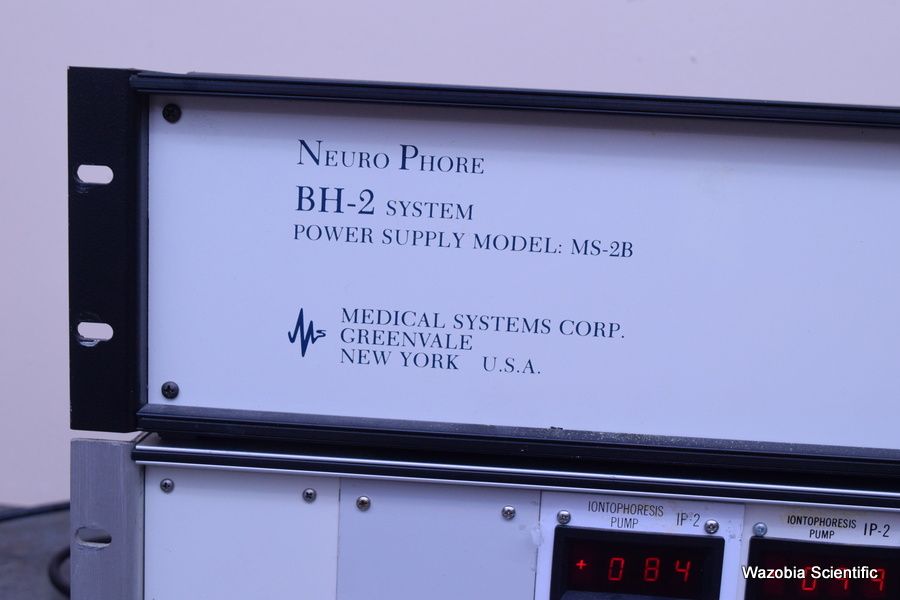 NEURO PHORE
BH-2 SYSTEM
POWER SUPPLY MODEL: MS-2B
Ms
MEDICAL SYSTEMS CORP.
GREENVALE
NEW YORK U.S.A.
IONTOPHORESIS
PUMP IP-2
+084
IONTOPHORESIS
PUMP IP-2
Wazobia Scientific